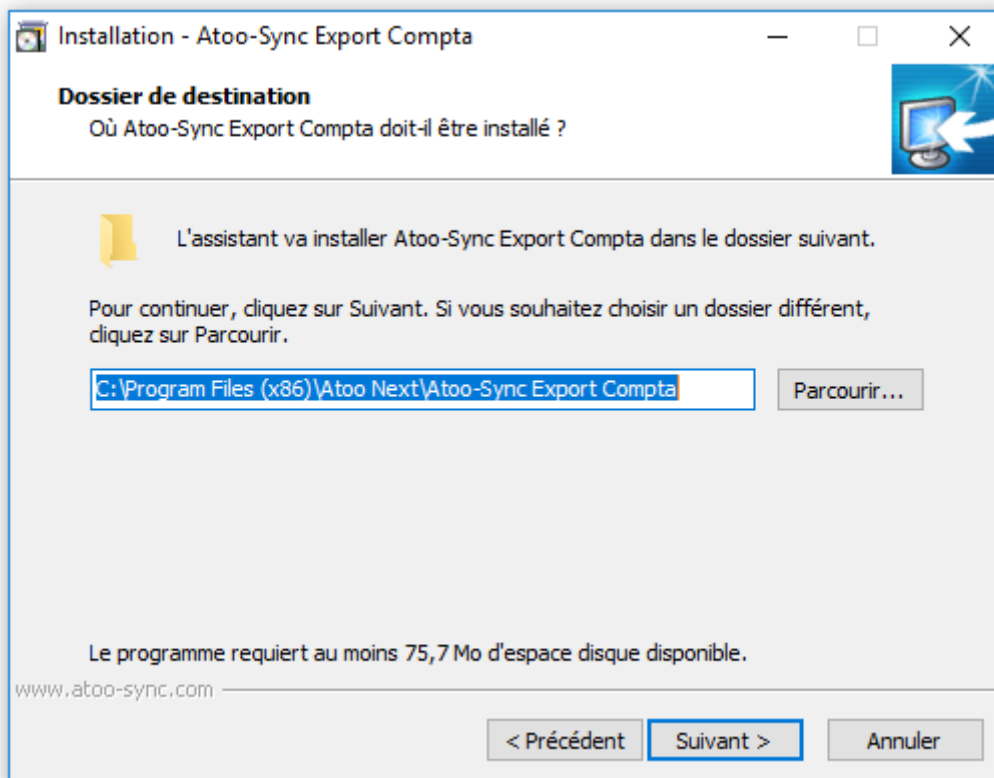 Installation - Atoo-Sync Export Compta
Dossier de destination
Où Atoo-Sync Export Compta doit-il être installé ?
L'assistant va installer Atoo-Sync Export Compta dans le dossier suivant.
Pour continuer, cliquez sur Suivant. Si vous souhaitez choisir un dossier différent,
cliquez sur Parcourir.
C:\Program Files (x86)\Atoo Next\Atoo-Sync Export Compta
Parcourir...
Le programme requiert au moins 75,7 Mo d'espace disque disponible.
www.atoo-sync.com
< Précédent
Suivant >
Annuler